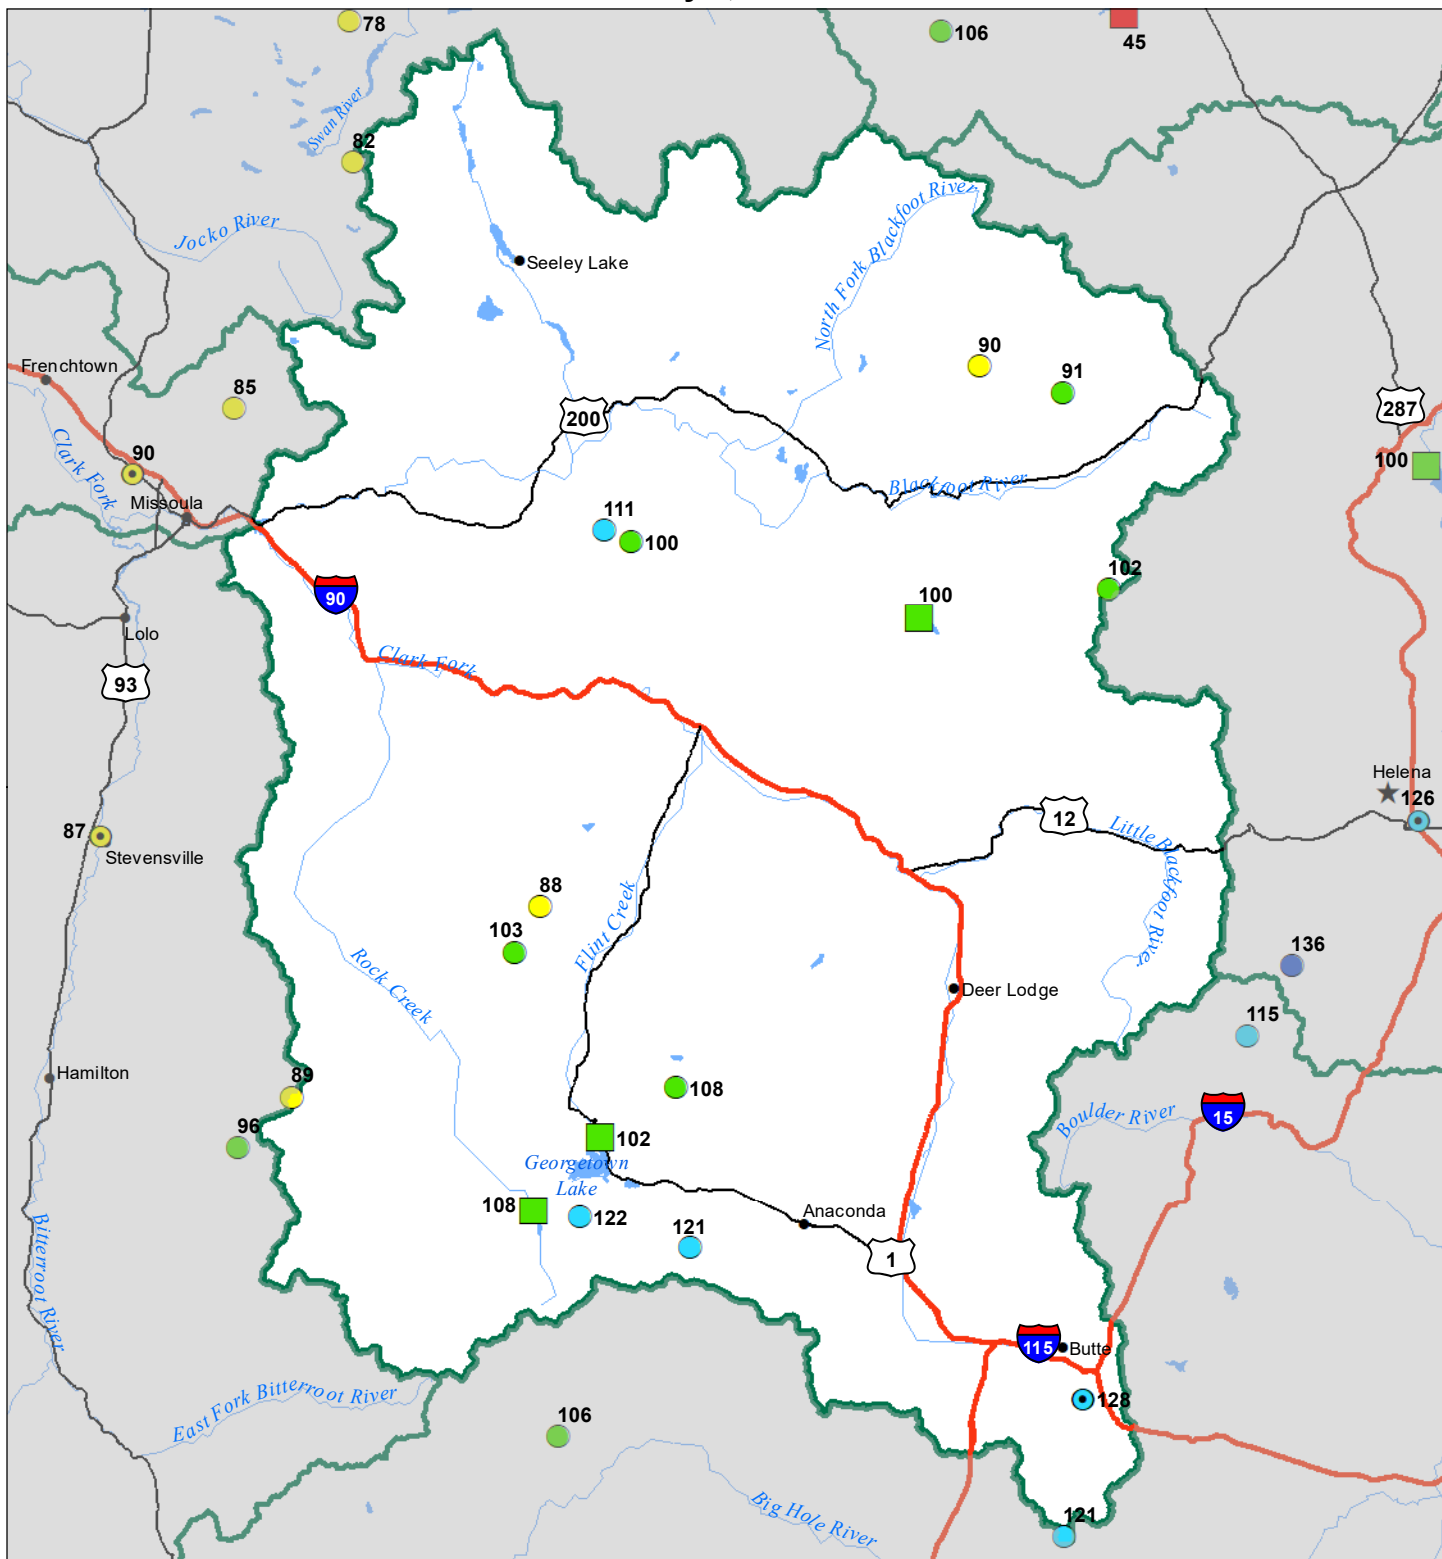 78
106
45
Swan River
82
Jocko River
North Fork Blackfoot River
Seeley Lake
90
91
Frenchtown
85
200
287
90
Clark Fork
100
Missoula
Blackfoot River
111
100
102
90
100
Lolo
Clark Fork
93
Helena
126
12
Little Blackfoot River
87
Stevensville
88
Flint Creek
103
136
Rock Creek
Deer Lodge
115
Hamilton
89
108
15
Boulder River
96
102
Georgetown
Lake
108
122
Anaconda
121
Bitterroot River
1
115
Butte
East Fork Bitterroot River
128
106
Big Hole River
121